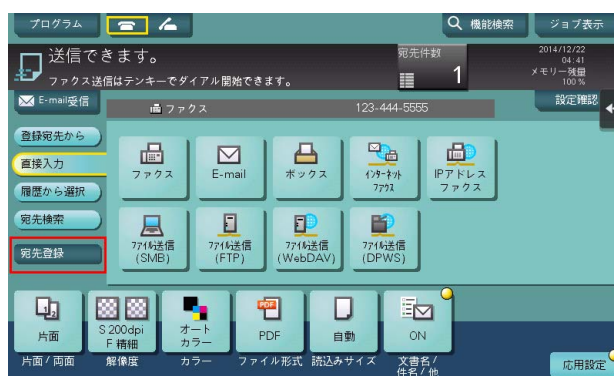 プログラム
機能検索
ジョブ表示
送信できます。
ファクス送信はテンキーでダイアル開始できます。
宛先件数
1
2014/12/22
04:41
メモリー残量
100 %
E-mail受信
ファクス
123-444-5555
設定確認
登録宛先から
直接入力
履歴から選択
宛先検索
宛先登録
ファクス
E-mail
ボックス
インターネット
ファクス
IPアドレス
ファクス
ファイル送信
(SMB)
ファイル送信
(FTP)
ファイル送信
(WebDAV)
ファイル送信
(DPWS)
片面
S 200dpi
F 精細
オート
カラー
PDF
PDF
自動
ON
片面/両面
解像度
カラー
ファイル形式
読込みサイズ
文書名/
件名/他
応用設定